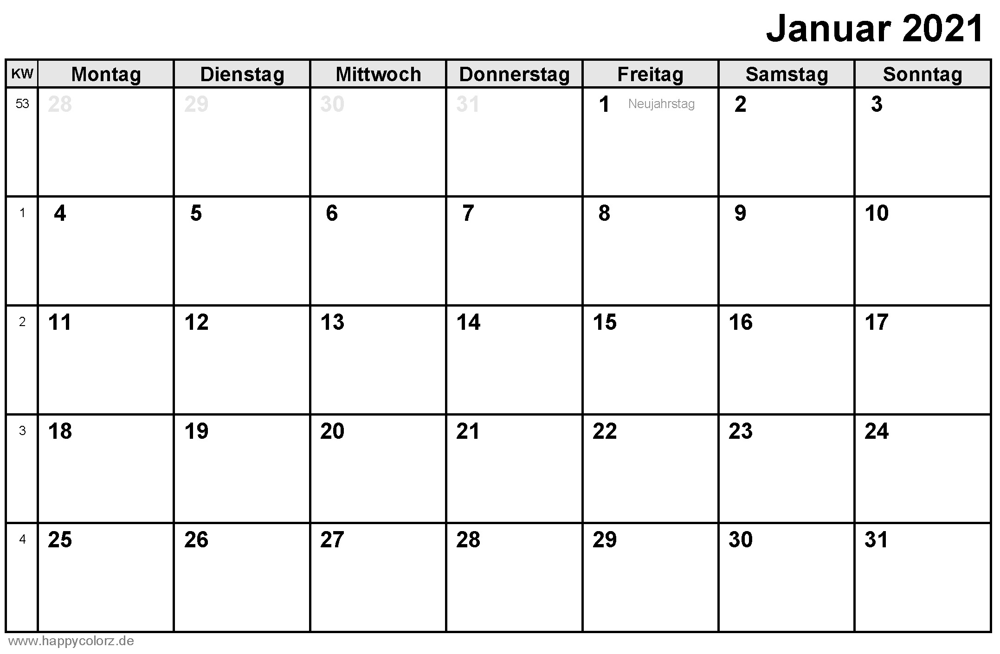 Januar 2021
KW Montag Dienstag Mittwoch Donnerstag Freitag Samstag Sonntag
53 28 29 30 31 1 Neujahrstag 2 3
1 4 5 6 7 8 9 10
2 11 12 13 14 15 16 17
3 18 19 20 21 22 23 24
4 25 26 27 28 29 30 31
www.happycolorz.de